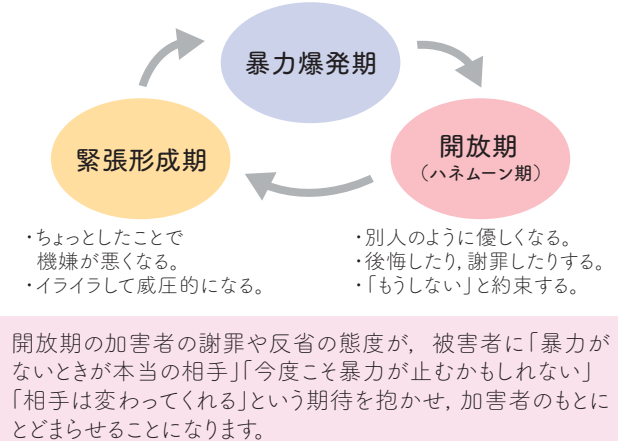 暴力爆発期
緊張形成期
開放期
（ハネムーン期）
・ちょっとしたことで
機嫌が悪くなる。
・イライラして威圧的になる。
・別人のように優しくなる。
・後悔したり,謝罪したりする。
・「もうしない」と約束する。
開放期の加害者の謝罪や反省の態度が, 被害者に「暴力が
ないときが本当の相手」「今度こそ暴力が止むかもしれない」
「相手は変わってくれる」という期待を抱かせ, 加害者のもとに
とどまらせることになります。